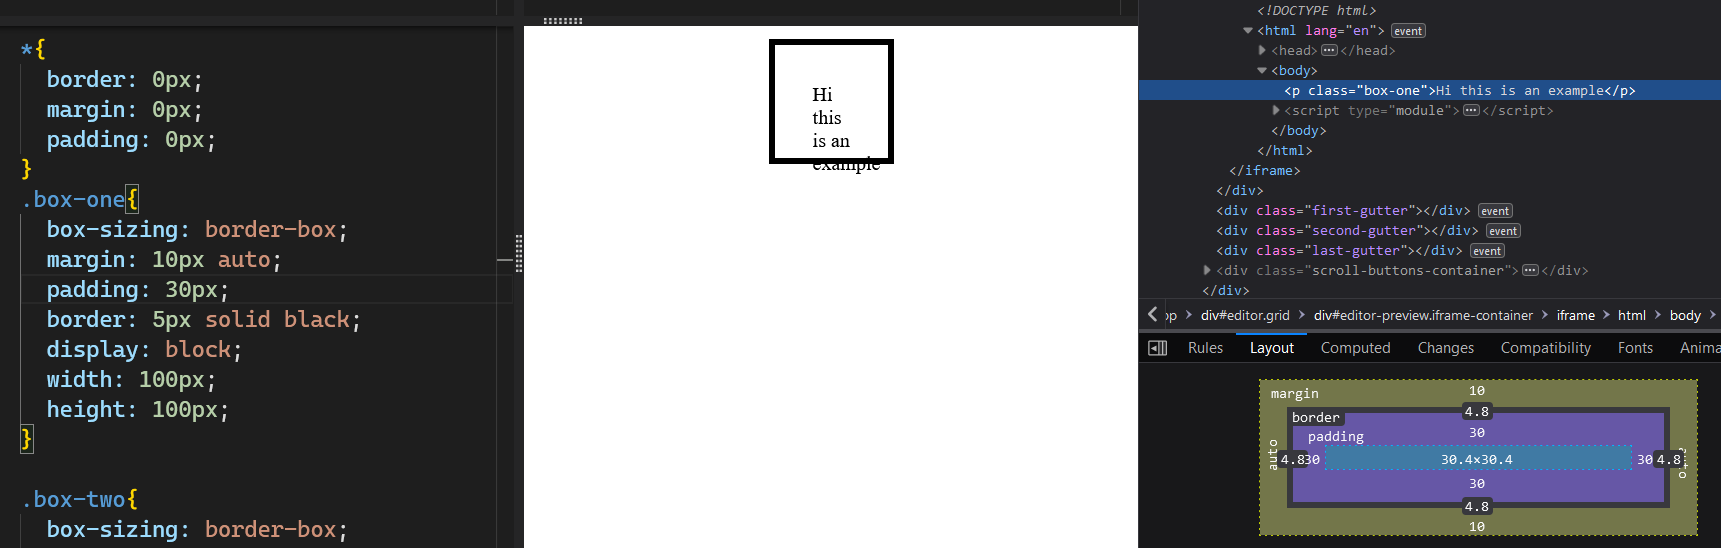 *{
border: 0px;
margin: 0px;
padding: 0px;
}
.box-one{
box-sizing: border-box;
margin: 10px auto;
padding: 30px;
border: 5px solid black;
display: block;
width: 100px;
height: 100px;
}
.box-two{
box-sizing: border-box;
Hi
this
is an
example
<!DOCTYPE html>
<html lang="en"> event
<head> ••• </head>
<body>
<p class="box-one">Hi this is an example</p>
<script type="module"> ••• </script>
</body>
</html>
</iframe>
</div>
<div class="first-gutter"></div> event
<div class="second-gutter"></div> event
<div class="last-gutter"></div> event
<div class="scroll-buttons-container"> ••• </div>
</div>
pp > div#editor.grid > div#editor-preview.iframe-container > iframe > html > body >
Rules Layout Computed Changes Compatibility Fonts Anima
margin 10
border 4.8
padding 30
auto 4.8 30 30.4×30.4 30 4.8 auto
30
4.8
10